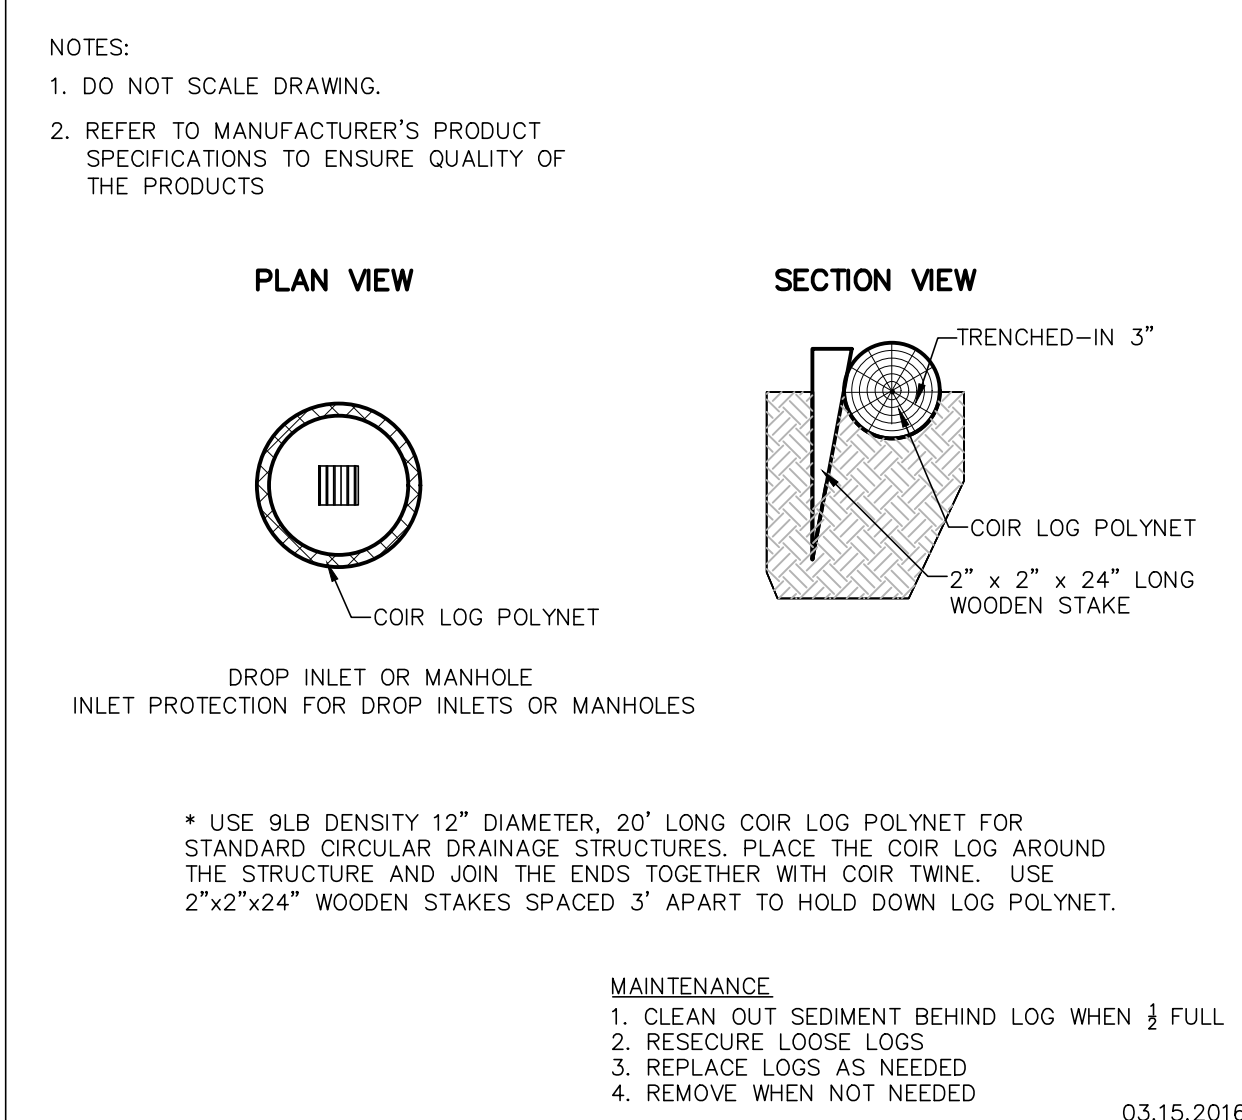 NOTES:
1. DO NOT SCALE DRAWING.
2. REFER TO MANUFACTURER'S PRODUCT
SPECIFICATIONS TO ENSURE QUALITY OF
THE PRODUCTS
PLAN VIEW
SECTION VIEW
TRENCHED-IN 3"
COIR LOG POLYNET
2" x 2" x 24" LONG
WOODEN STAKE
COIR LOG POLYNET
DROP INLET OR MANHOLE
INLET PROTECTION FOR DROP INLETS OR MANHOLES
* USE 9LB DENSITY 12" DIAMETER, 20' LONG COIR LOG POLYNET FOR
STANDARD CIRCULAR DRAINAGE STRUCTURES. PLACE THE COIR LOG AROUND
THE STRUCTURE AND JOIN THE ENDS TOGETHER WITH COIR TWINE. USE
2"x2"x24" WOODEN STAKES SPACED 3' APART TO HOLD DOWN LOG POLYNET.
MAINTENANCE
1. CLEAN OUT SEDIMENT BEHIND LOG WHEN ½ FULL
2. RESECURE LOOSE LOGS
3. REPLACE LOGS AS NEEDED
4. REMOVE WHEN NOT NEEDED
03.15.2016